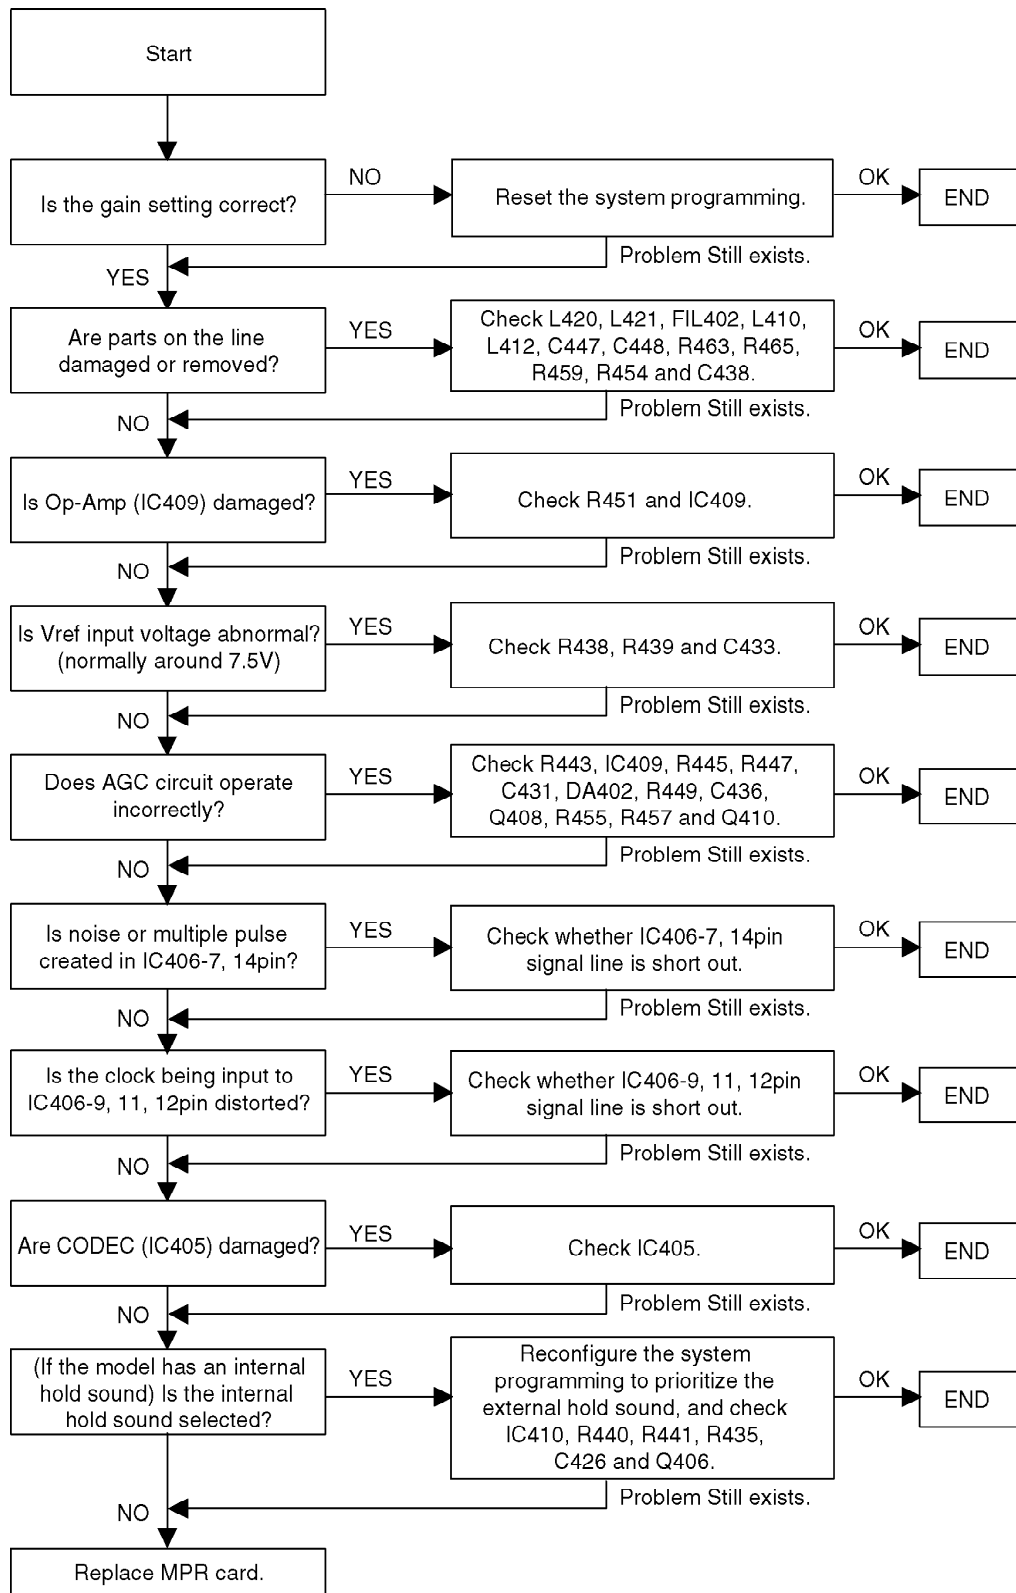 Start
Is the gain setting correct?
NO
Reset the system programming.
OK
END
Problem Still exists.
YES
Are parts on the line
damaged or removed?
YES
Check L420, L421, FIL402, L410,
L412, C447, C448, R463, R465,
R459, R454 and C438.
OK
END
Problem Still exists.
NO
Is Op-Amp (IC409) damaged?
YES
Check R451 and IC409.
OK
END
Problem Still exists.
NO
Is Vref input voltage abnormal?
(normally around 7.5V)
YES
Check R438, R439 and C433.
OK
END
Problem Still exists.
NO
Does AGC circuit operate
incorrectly?
YES
Check R443, IC409, R445, R447,
C431, DA402, R449, C436,
Q408, R455, R457 and Q410.
OK
END
Problem Still exists.
NO
Is noise or multiple pulse
created in IC406-7, 14pin?
YES
Check whether IC406-7, 14pin
signal line is short out.
OK
END
Problem Still exists.
NO
Is the clock being input to
IC406-9, 11, 12pin distorted?
YES
Check whether IC406-9, 11, 12pin
signal line is short out.
OK
END
Problem Still exists.
NO
Are CODEC (IC405) damaged?
YES
Check IC405.
OK
END
Problem Still exists.
NO
(If the model has an internal
hold sound) Is the internal
hold sound selected?
YES
Reconfigure the system
programming to prioritize the
external hold sound, and check
IC410, R440, R441, R435,
C426 and Q406.
OK
END
Problem Still exists.
NO
Replace MPR card.